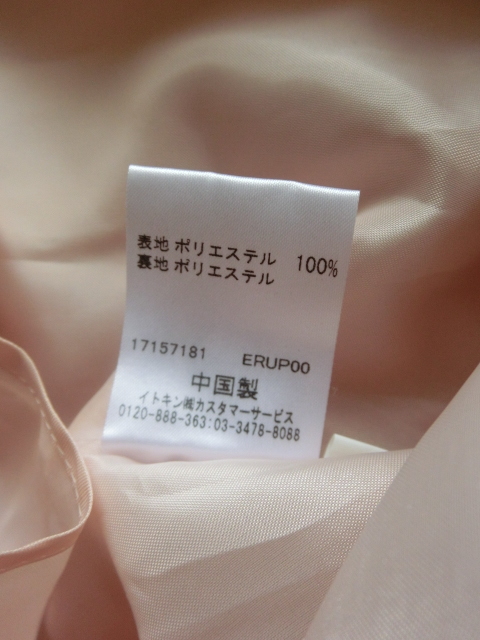 表地 ポリエステル 100%
裏地 ポリエステル
17157181 ERUP00
中国製
イトキン㈱カスタマーサービス
0120-888-363:03-3478-8088